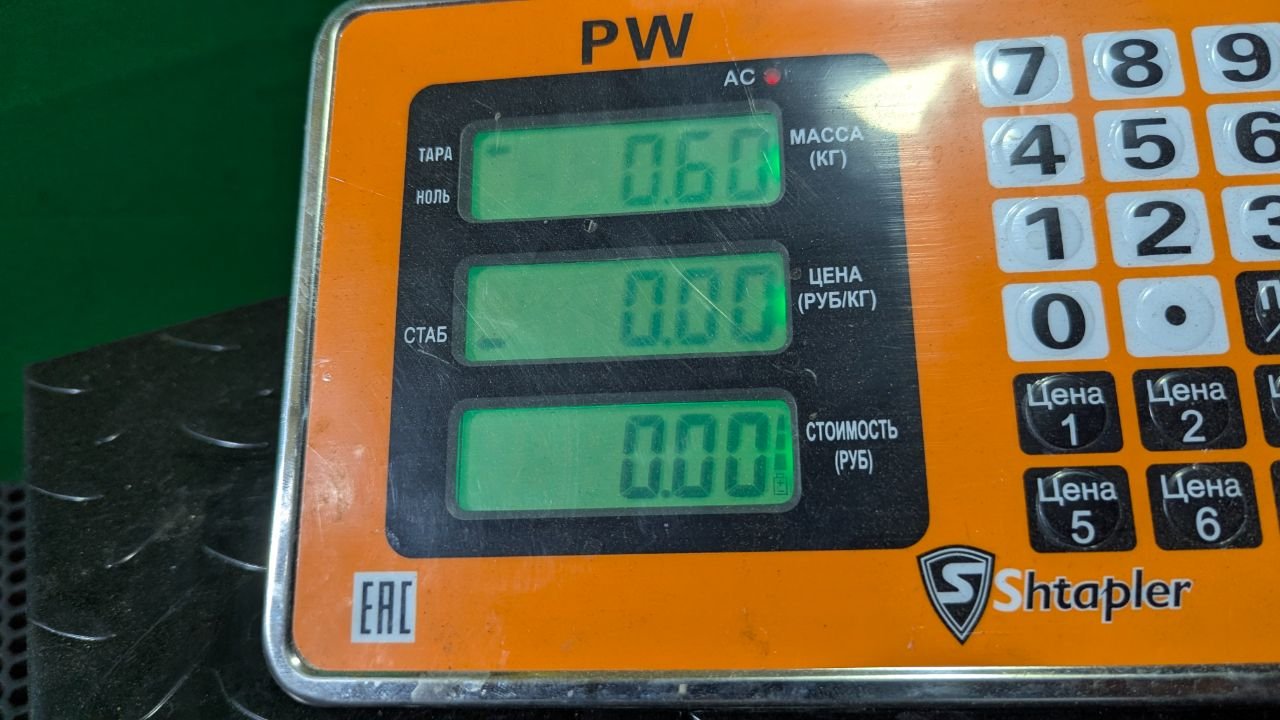 PW
AC
ТАРА
НОЛЬ
0.60
МАССА
(КГ)
СТАБ
0.00
ЦЕНА
(РУБ/КГ)
0.00
СТОИМОСТЬ
(РУБ)
7 8 9
4 5 6
1 2 3
0 .
Цена
1
Цена
2
Цена
5
Цена
6
EAC
S Shtapler